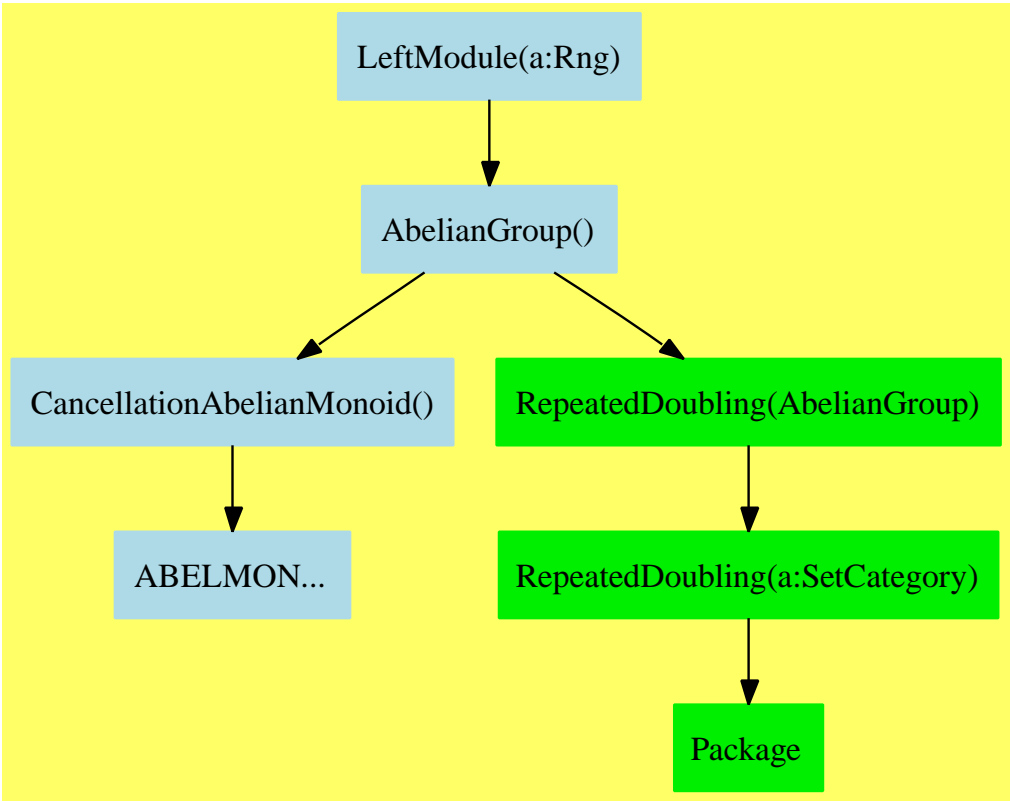 LeftModule(a:Rng)
AbelianGroup()
CancellationAbelianMonoid()
RepeatedDoubling(AbelianGroup)
ABELMON...
RepeatedDoubling(a:SetCategory)
Package